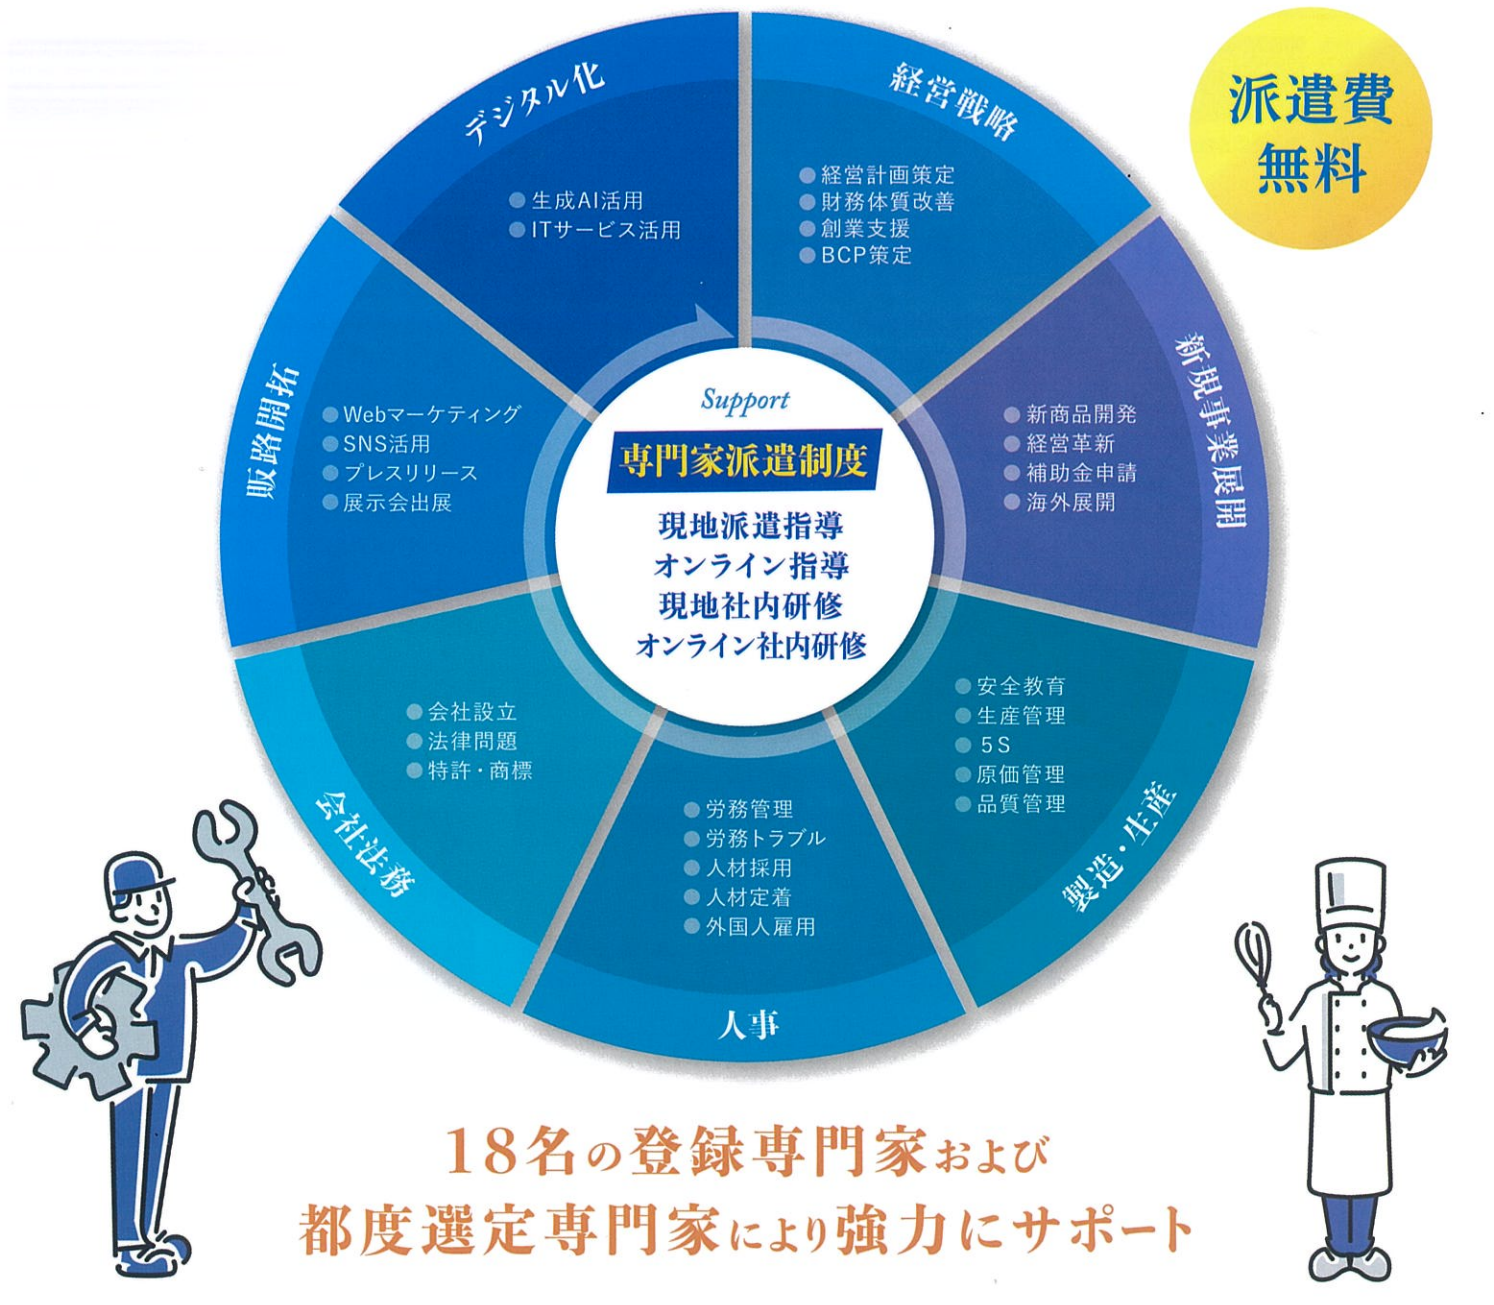 派遣費
無料
デジタル化
生成AI活用
ITサービス活用
経営戦略
経営計画策定
財務体質改善
創業支援
BCP策定
新規事業展開
新商品開発
経営革新
補助金申請
海外展開
製造・生産
安全教育
生産管理
5S
原価管理
品質管理
人事
労務管理
労務トラブル
人材採用
人材定着
外国人雇用
会社法務
会社設立
法律問題
特許・商標
販路開拓
Webマーケティング
SNS活用
プレスリリース
展示会出展
Support
専門家派遣制度
現地派遣指導
オンライン指導
現地社内研修
オンライン社内研修
18名の登録専門家および
都度選定専門家により強力にサポート